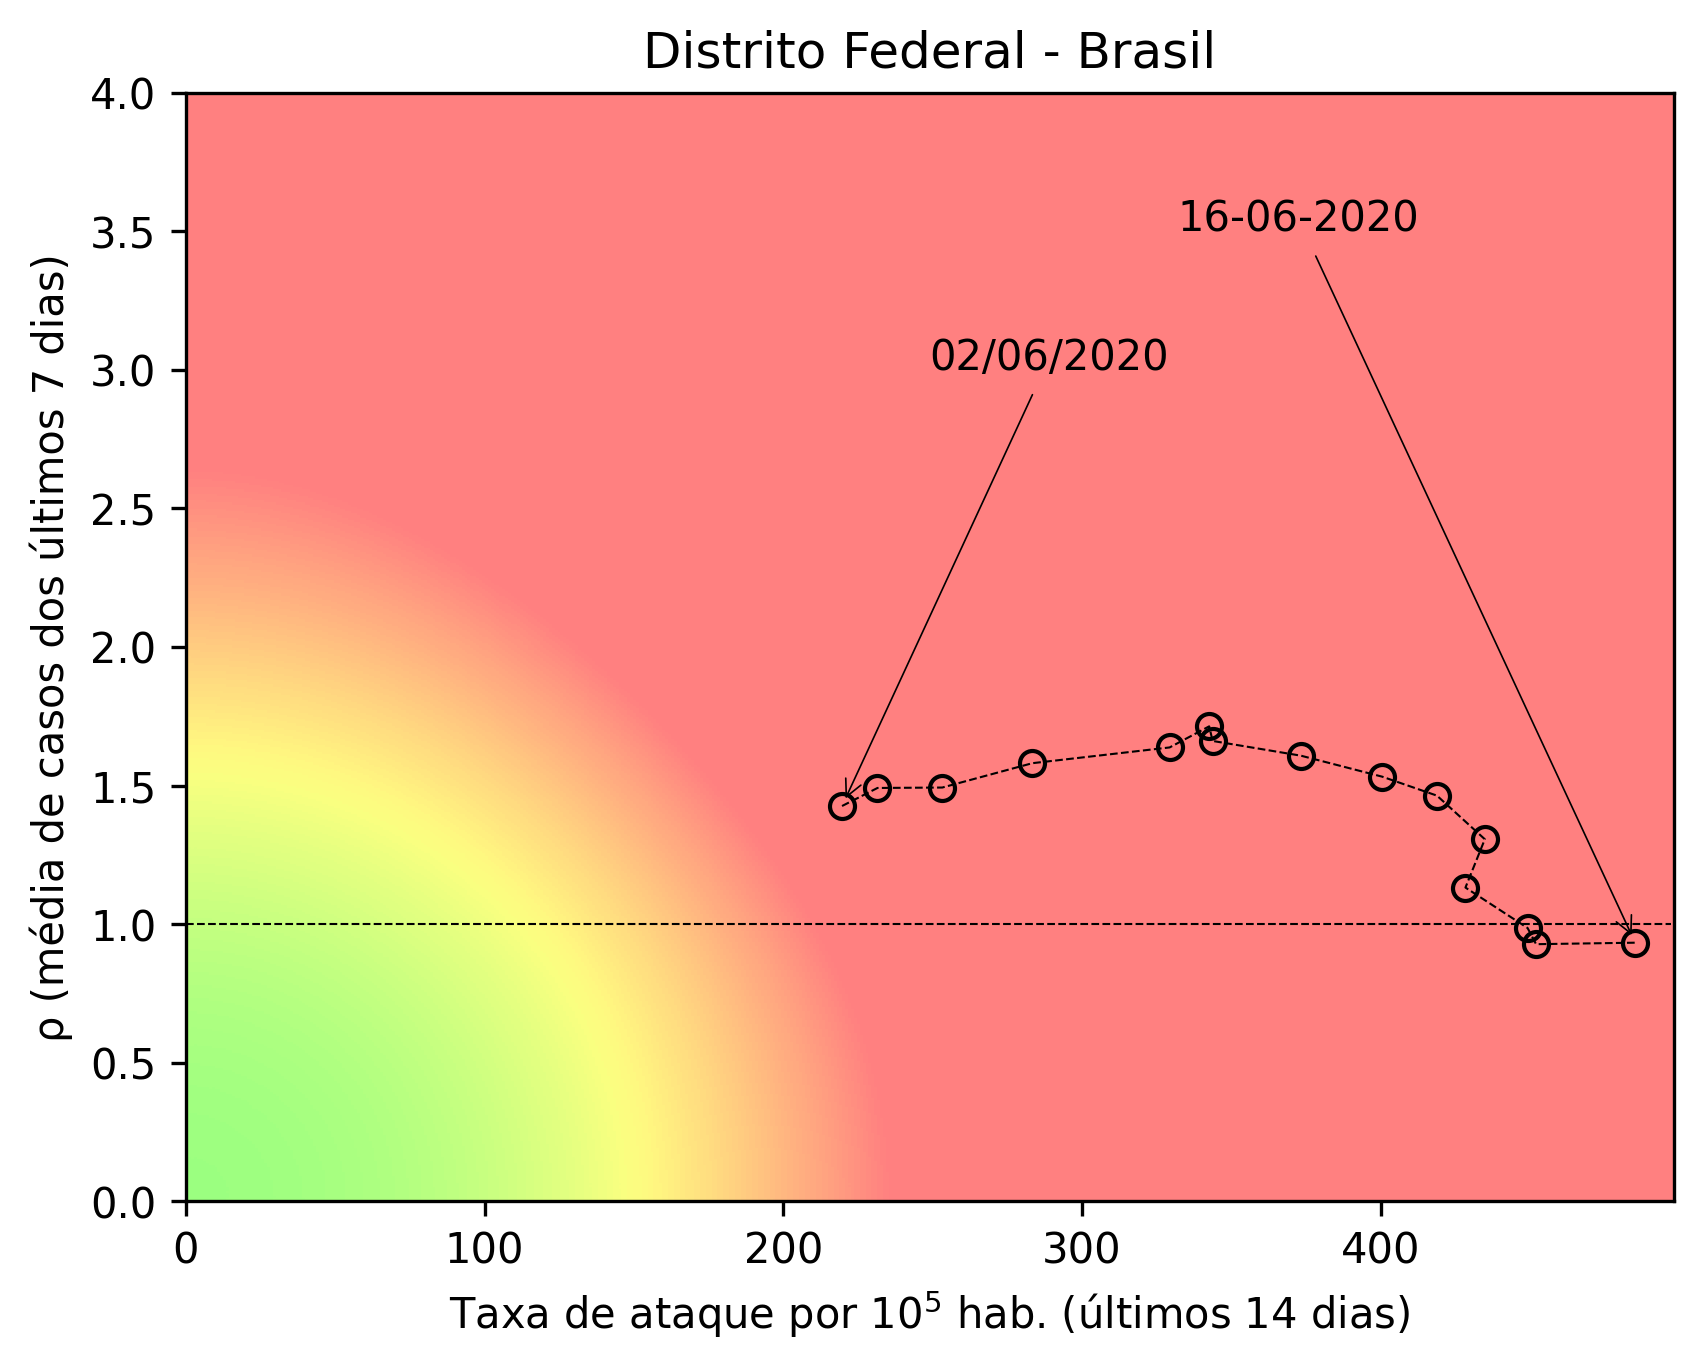 Distrito Federal - Brasil
4.0
3.5
3.0
2.5
2.0
1.5
1.0
0.5
0.0
ρ (média de casos dos últimos 7 dias)
16-06-2020
02/06/2020
0 100 200 300 400
Taxa de ataque por 10⁵ hab. (últimos 14 dias)